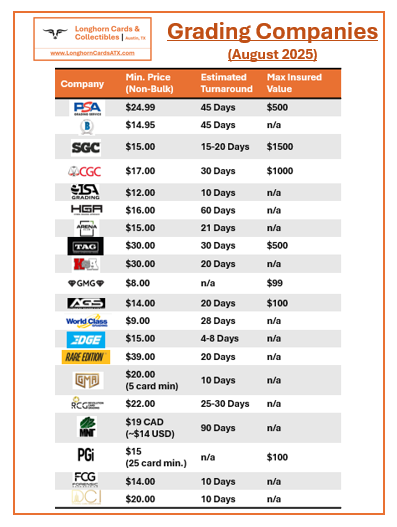 Longhorn Cards &
Collectibles | Austin, TX
www.LonghornCardsATX.com
Grading Companies
(August 2025)
Company Min. Price (Non-Bulk) Estimated Turnaround Max Insured Value
PSA $24.99 45 Days $500
B $14.95 45 Days n/a
SGC $15.00 15-20 Days $1500
CGC $17.00 30 Days $1000
ISA GRADING $12.00 10 Days n/a
HGA $16.00 60 Days n/a
ARENA $15.00 21 Days n/a
TAG $30.00 30 Days $500
$30.00 20 Days n/a
GMG $8.00 n/a $99
AGS $14.00 20 Days $100
World Class $9.00 28 Days n/a
EDGE $15.00 4-8 Days n/a
RARE EDITION $39.00 20 Days n/a
GMA $20.00 (5 card min) 10 Days n/a
RCG $22.00 25-30 Days n/a
MNT $19 CAD (~$14 USD) 90 Days n/a
PGi $15 (25 card min.) n/a $100
FCG FORENSIC $14.00 10 Days n/a
DCI $20.00 10 Days n/a